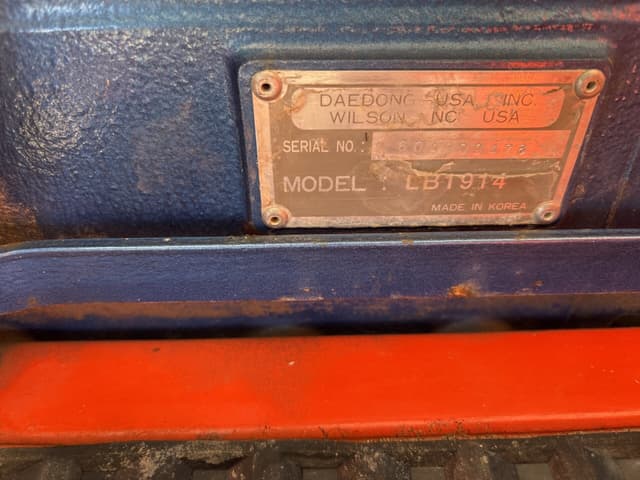 DAEDONG USA, INC.
WILSON NC USA
SERIAL NO.:
MODEL : LB1914
MADE IN KOREA